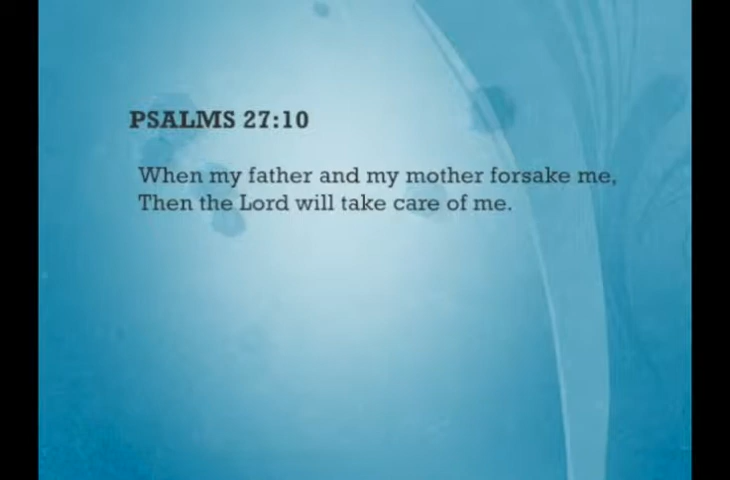 PSALMS 27:10
When my father and my mother forsake me,
Then the Lord will take care of me.